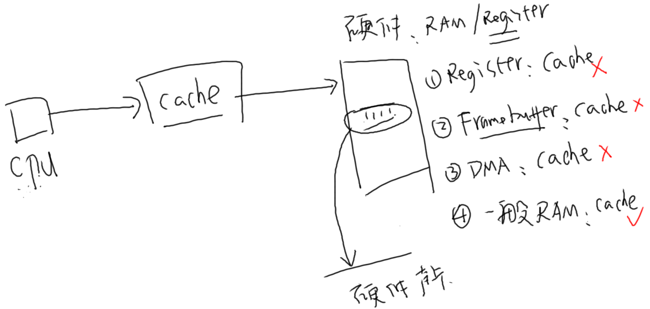 硬件：RAM/Register
① Register：cache ×
cache
② Framebuffer：cache ×
CPU
③ DMA：cache ×
④ 一般RAM：cache ✓
硬件